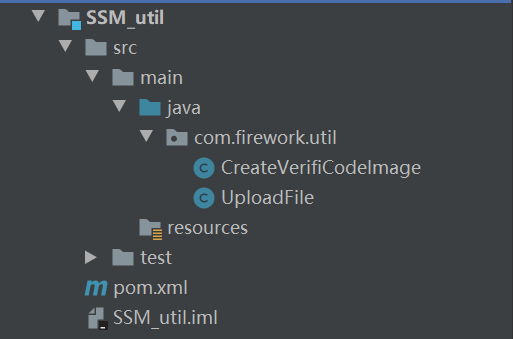 SSM_util
src
main
java
com.firework.util
CreateVerifiCodeImage
UploadFile
resources
test
pom.xml
SSM_util.iml